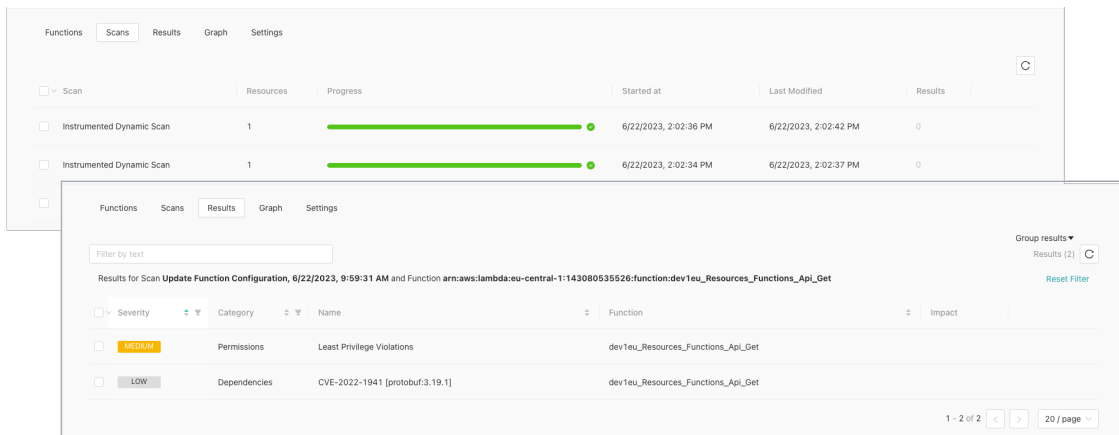 Functions Scans Results Graph Settings
Scan Resources Progress Started at Last Modified Results
Instrumented Dynamic Scan 1 6/22/2023, 2:02:36 PM 6/22/2023, 2:02:42 PM 0
Instrumented Dynamic Scan 1 6/22/2023, 2:02:34 PM 6/22/2023, 2:02:37 PM 0
Functions Scans Results Graph Settings
Group results
Filter by text Results (2)
Results for Scan Update Function Configuration, 6/22/2023, 9:59:31 AM and Function arn:aws:lambda:eu-central-1:143080535526:function:dev1eu_Resources_Functions_Api_Get Reset Filter
Severity Category Name Function Impact
MEDIUM Permissions Least Privilege Violations dev1eu_Resources_Functions_Api_Get
LOW Dependencies CVE-2022-1941 [protobuf:3.19.1] dev1eu_Resources_Functions_Api_Get
1 – 2 of 2 < > 20 / page